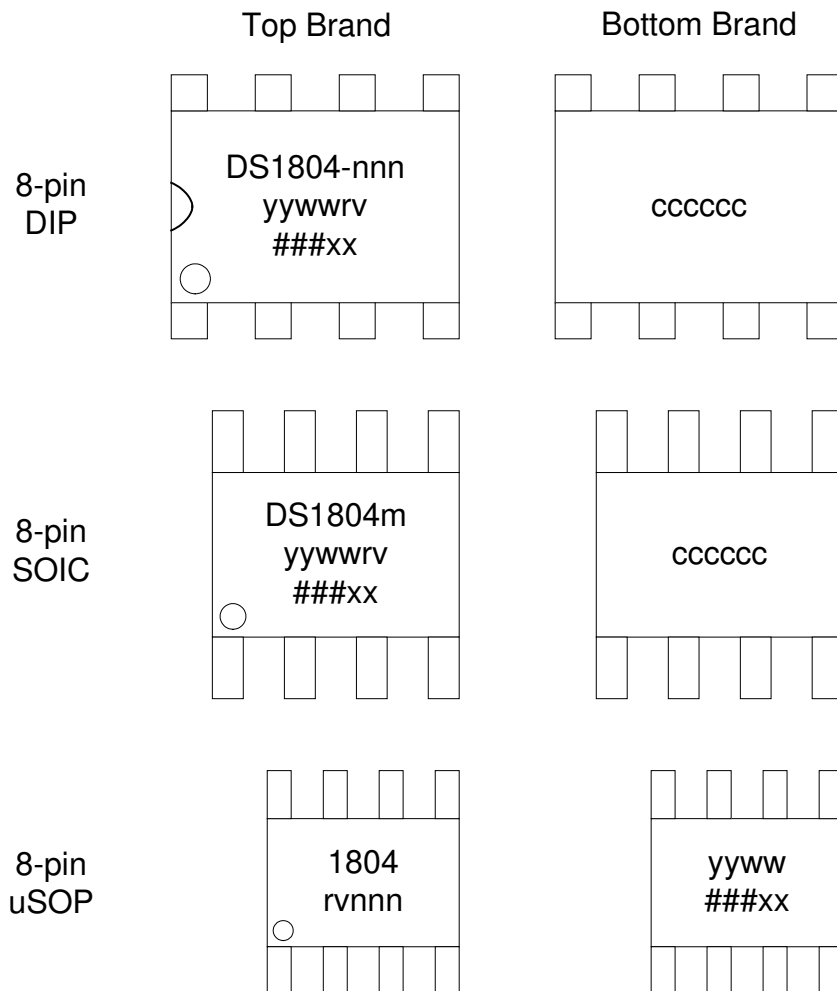 Top Brand
Bottom Brand
8-pin
DIP
DS1804-nnn
yywwrv
###xx
cccccc
8-pin
SOIC
DS1804m
yywwrv
###xx
cccccc
8-pin
uSOP
1804
rvnnn
yyww
###xx